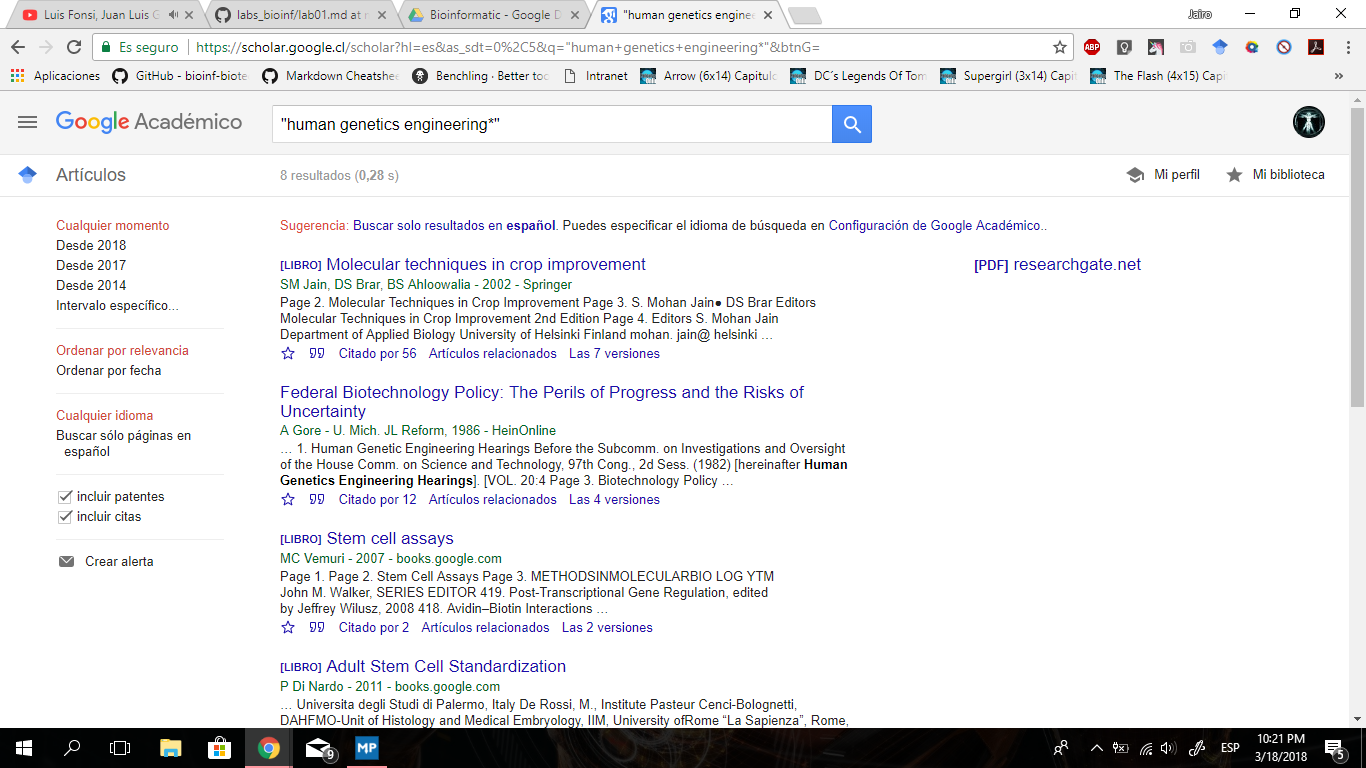 Luis Fonsi, Juan Luis G
labs_bioinf/lab01.md at
Bioinformatic - Google D
"human genetics enginee
Jairo
Es seguro
https://scholar.google.cl/scholar?hl=es&as_sdt=0%2C5&q="human+genetics+engineering*"&btnG=
ABP
Aplicaciones
GitHub - bioinf-biote
Markdown Cheatshe
Benchling · Better to
Intranet
Arrow (6x14) Capitulo
DC´s Legends Of Tom
Supergirl (3x14) Capi
The Flash (4x15) Capi
»
Google Académico
"human genetics engineering*"
Artículos
8 resultados (0,28 s)
Mi perfil
Mi biblioteca
Cualquier momento
Desde 2018
Desde 2017
Desde 2014
Intervalo específico...
Ordenar por relevancia
Ordenar por fecha
Cualquier idioma
Buscar sólo páginas en
español
incluir patentes
incluir citas
Crear alerta
Sugerencia: Buscar solo resultados en español. Puedes especificar el idioma de búsqueda en Configuración de Google Académico..
[LIBRO] Molecular techniques in crop improvement
[PDF] researchgate.net
SM Jain, DS Brar, BS Ahloowalia - 2002 - Springer
Page 2. Molecular Techniques in Crop Improvement Page 3. S. Mohan Jain● DS Brar Editors
Molecular Techniques in Crop Improvement 2nd Edition Page 4. Editors S. Mohan Jain
Department of Applied Biology University of Helsinki Finland mohan. jain@ helsinki …
Citado por 56 Artículos relacionados Las 7 versiones
Federal Biotechnology Policy: The Perils of Progress and the Risks of
Uncertainty
A Gore - U. Mich. JL Reform, 1986 - HeinOnline
… 1. Human Genetic Engineering Hearings Before the Subcomm. on Investigations and Oversight
of the House Comm. on Science and Technology, 97th Cong., 2d Sess. (1982) [hereinafter Human
Genetics Engineering Hearings]. [VOL. 20:4 Page 3. Biotechnology Policy …
Citado por 12 Artículos relacionados Las 4 versiones
[LIBRO] Stem cell assays
MC Vemuri - 2007 - books.google.com
Page 1. Page 2. Stem Cell Assays Page 3. METHODSINMOLECULARBIO LOG YTM
John M. Walker, SERIES EDITOR 419. Post-Transcriptional Gene Regulation, edited
by Jeffrey Wilusz, 2008 418. Avidin–Biotin Interactions …
Citado por 2 Artículos relacionados Las 2 versiones
[LIBRO] Adult Stem Cell Standardization
P Di Nardo - 2011 - books.google.com
… Universita degli Studi di Palermo, Italy De Rossi, M., Institute Pasteur Cenci-Bolognetti,
DAHFMO-Unit of Histology and Medical Embryology, IIM, University ofRome “La Sapienza”, Rome,
9
MP
ESP
10:21 PM
3/18/2018
5